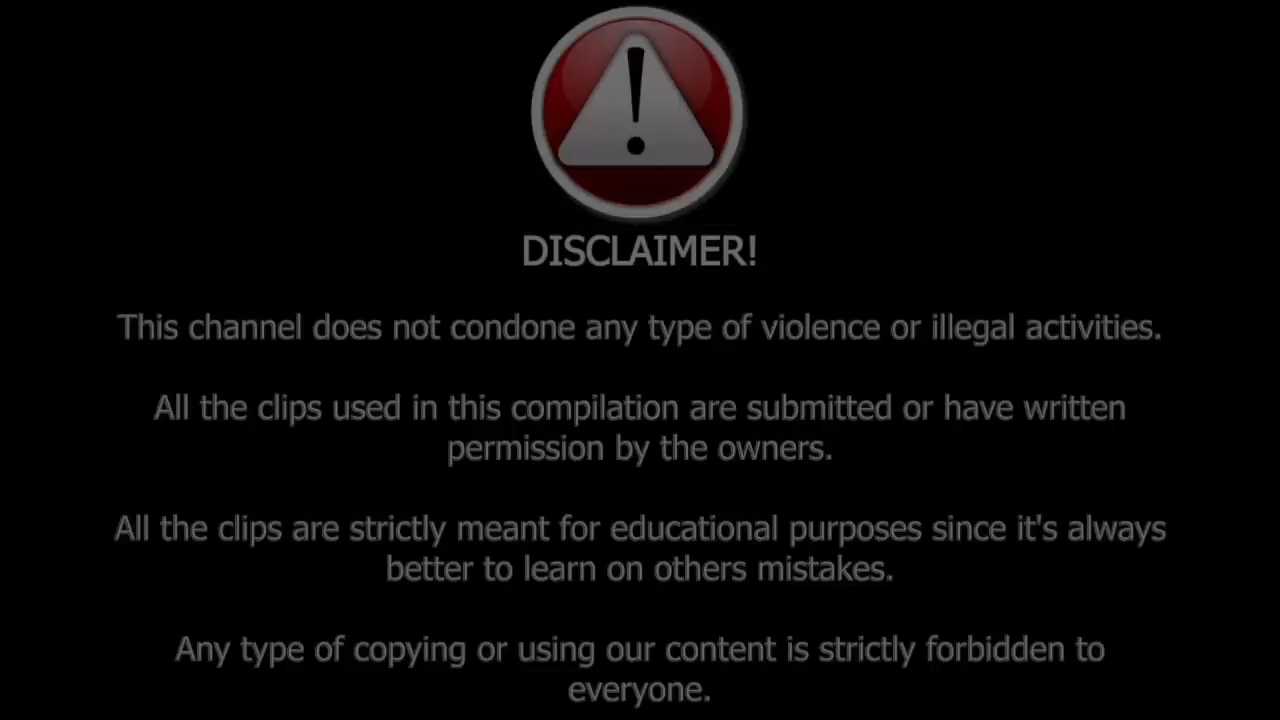 DISCLAIMER!
This channel does not condone any type of violence or illegal activities.
All the clips used in this compilation are submitted or have written
permission by the owners.
All the clips are strictly meant for educational purposes since it's always
better to learn on others mistakes.
Any type of copying or using our content is strictly forbidden to
everyone.